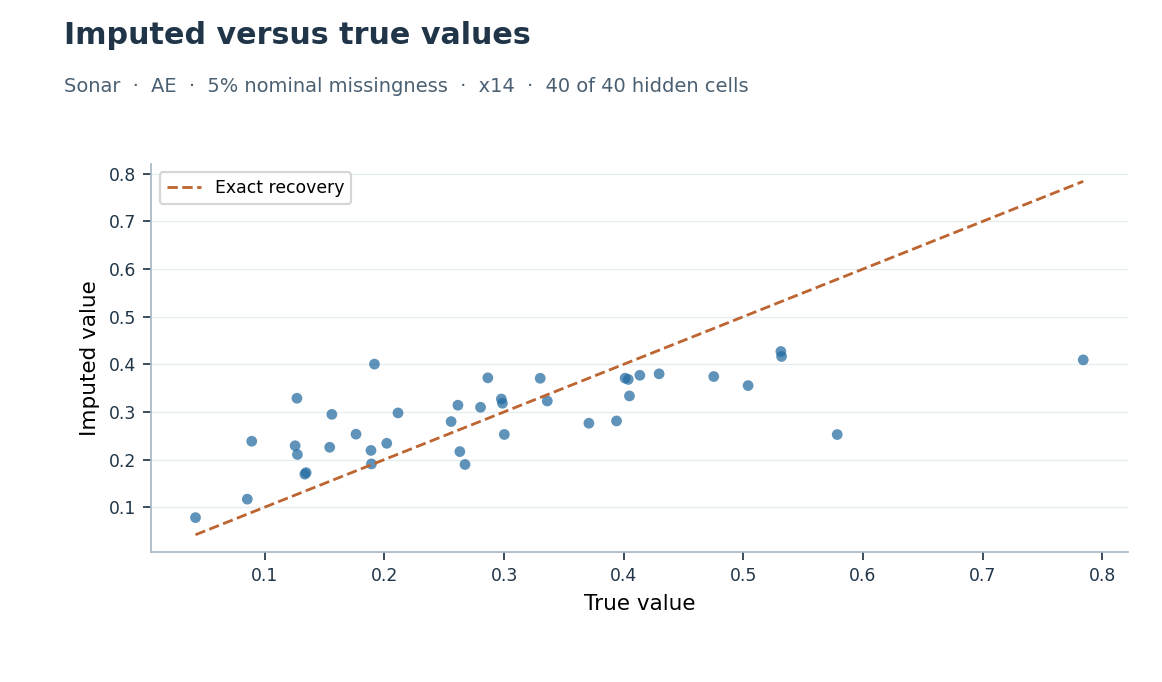 Imputed versus true values
Sonar · AE · 5% nominal missingness · x14 · 40 of 40 hidden cells
Exact recovery
Imputed value
0.8
0.7
0.6
0.5
0.4
0.3
0.2
0.1
0.1 0.2 0.3 0.4 0.5 0.6 0.7 0.8
True value